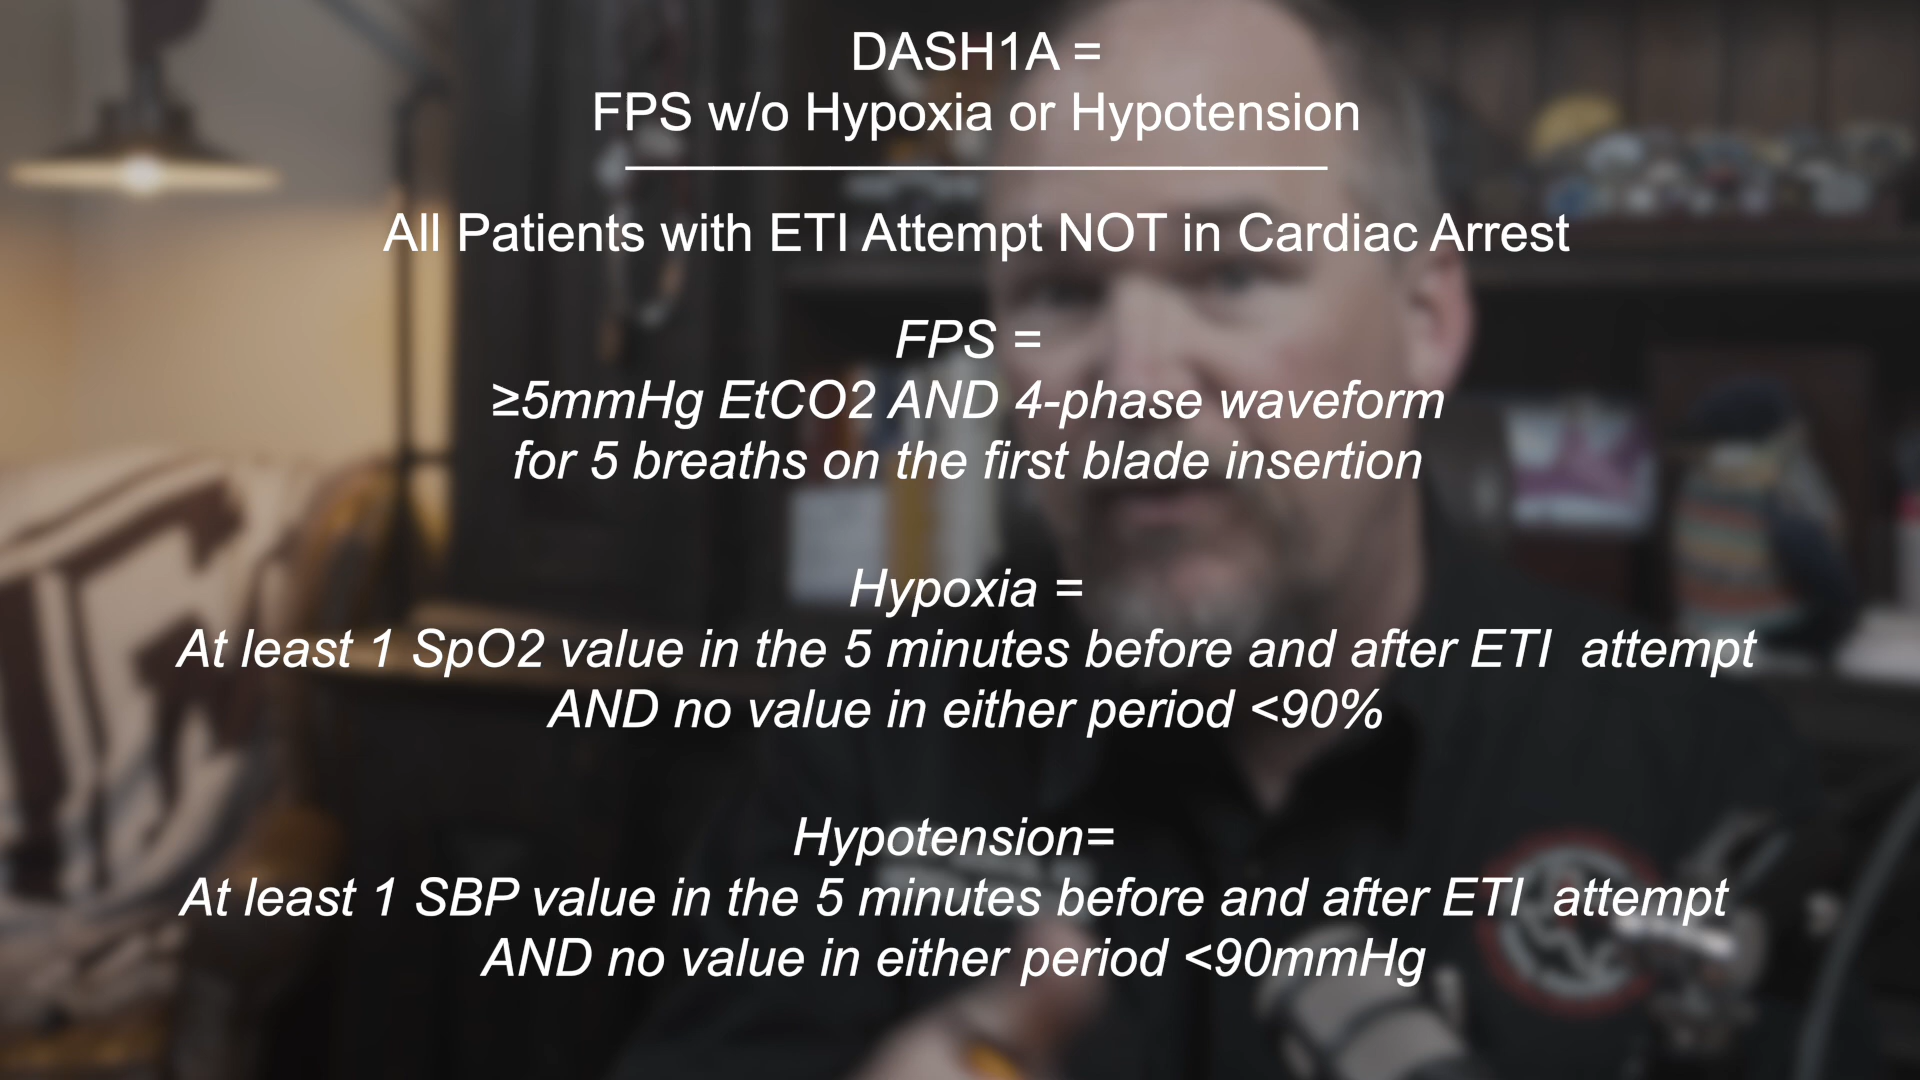 DASH1A =
FPS w/o Hypoxia or Hypotension
All Patients with ETI Attempt NOT in Cardiac Arrest
FPS =
≥5mmHg EtCO2 AND 4-phase waveform
for 5 breaths on the first blade insertion
Hypoxia =
At least 1 SpO2 value in the 5 minutes before and after ETI  attempt
AND no value in either period <90%
Hypotension=
At least 1 SBP value in the 5 minutes before and after ETI  attempt
AND no value in either period <90mmHg